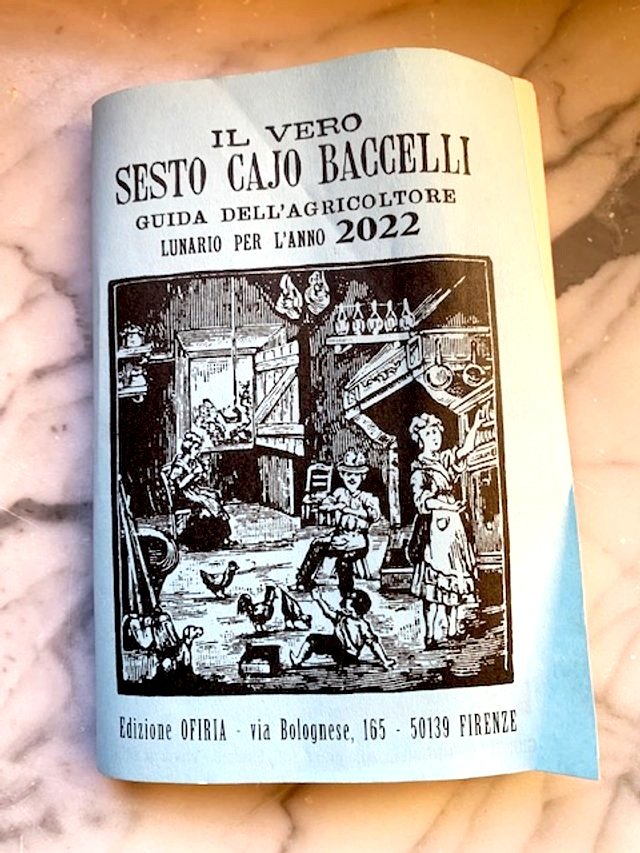 IL VERO
SESTO CAJO BACCELLI
GUIDA DELL'AGRICOLTORE
LUNARIO PER L'ANNO 2022
Edizione OFIRIA - via Bolognese, 165 - 50139 FIRENZE